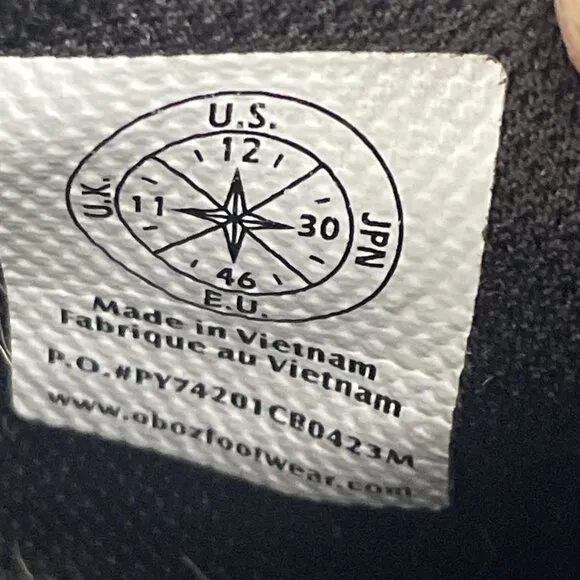 U.S.
12
U.K.
11
30
JPN
46
E.U.
Made in Vietnam
Fabrique au Vietnam
P.O.#PY74201CB0423M
www.obozfootwear.com